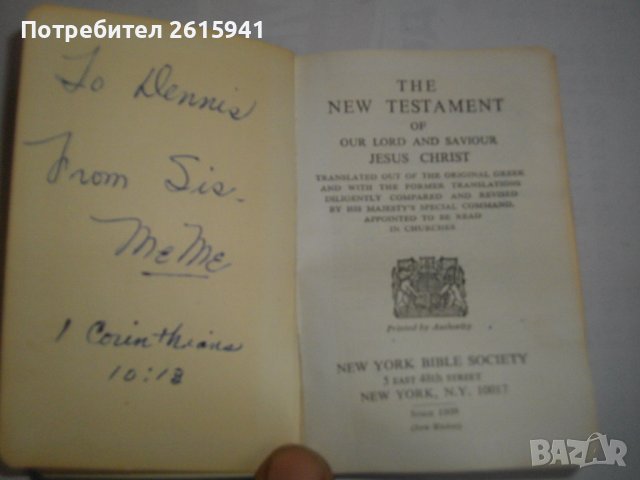 Потребител 2615941
To Dennis
From Sis.
MeMe
1 Corinthians
10:13
THE
NEW TESTAMENT
OF
OUR LORD AND SAVIOUR
JESUS CHRIST
TRANSLATED OUT OF THE ORIGINAL GREEK
AND WITH THE FORMER TRANSLATIONS
DILIGENTLY COMPARED AND REVISED
BY HIS MAJESTY'S SPECIAL COMMAND,
APPOINTED TO BE READ
IN CHURCHES
Printed by Authority
NEW YORK BIBLE SOCIETY
5 EAST 48th STREET
NEW YORK, N.Y. 10017
Since 1809
BAZAR